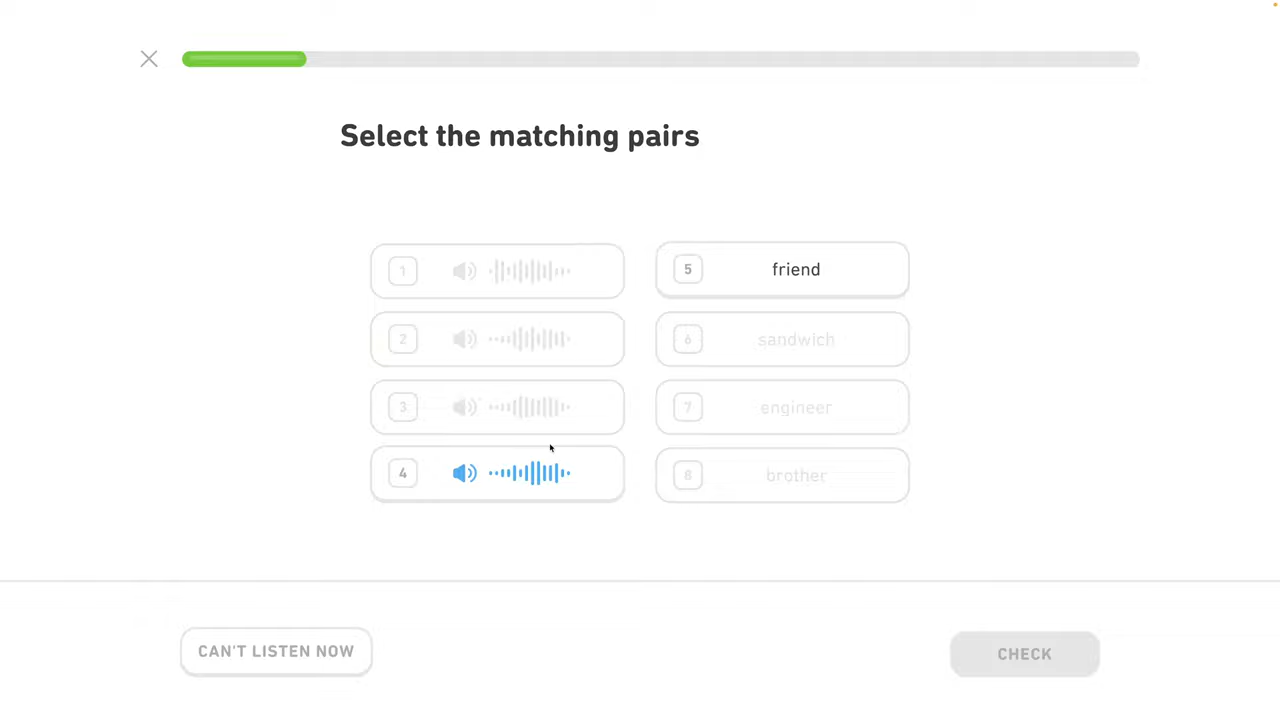 Select the matching pairs
1
5 friend
2
6 sandwich
3
7 engineer
4
8 brother
CAN'T LISTEN NOW
CHECK